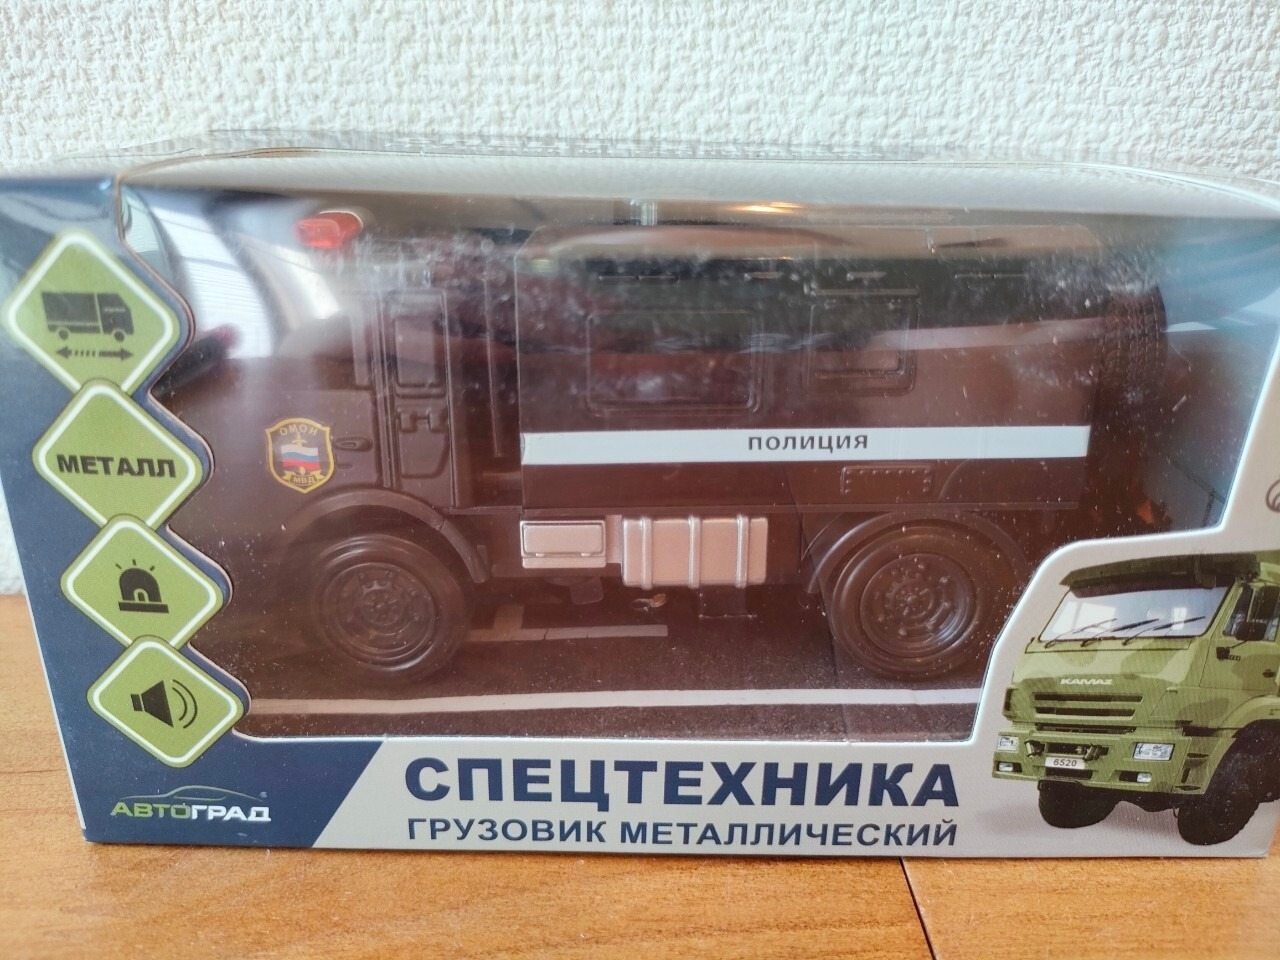 ОМОН
МВД
ПОЛИЦИЯ
МЕТАЛЛ
KAMAZ
6520
АВТОГРАД
СПЕЦТЕХНИКА
ГРУЗОВИК МЕТАЛЛИЧЕСКИЙ